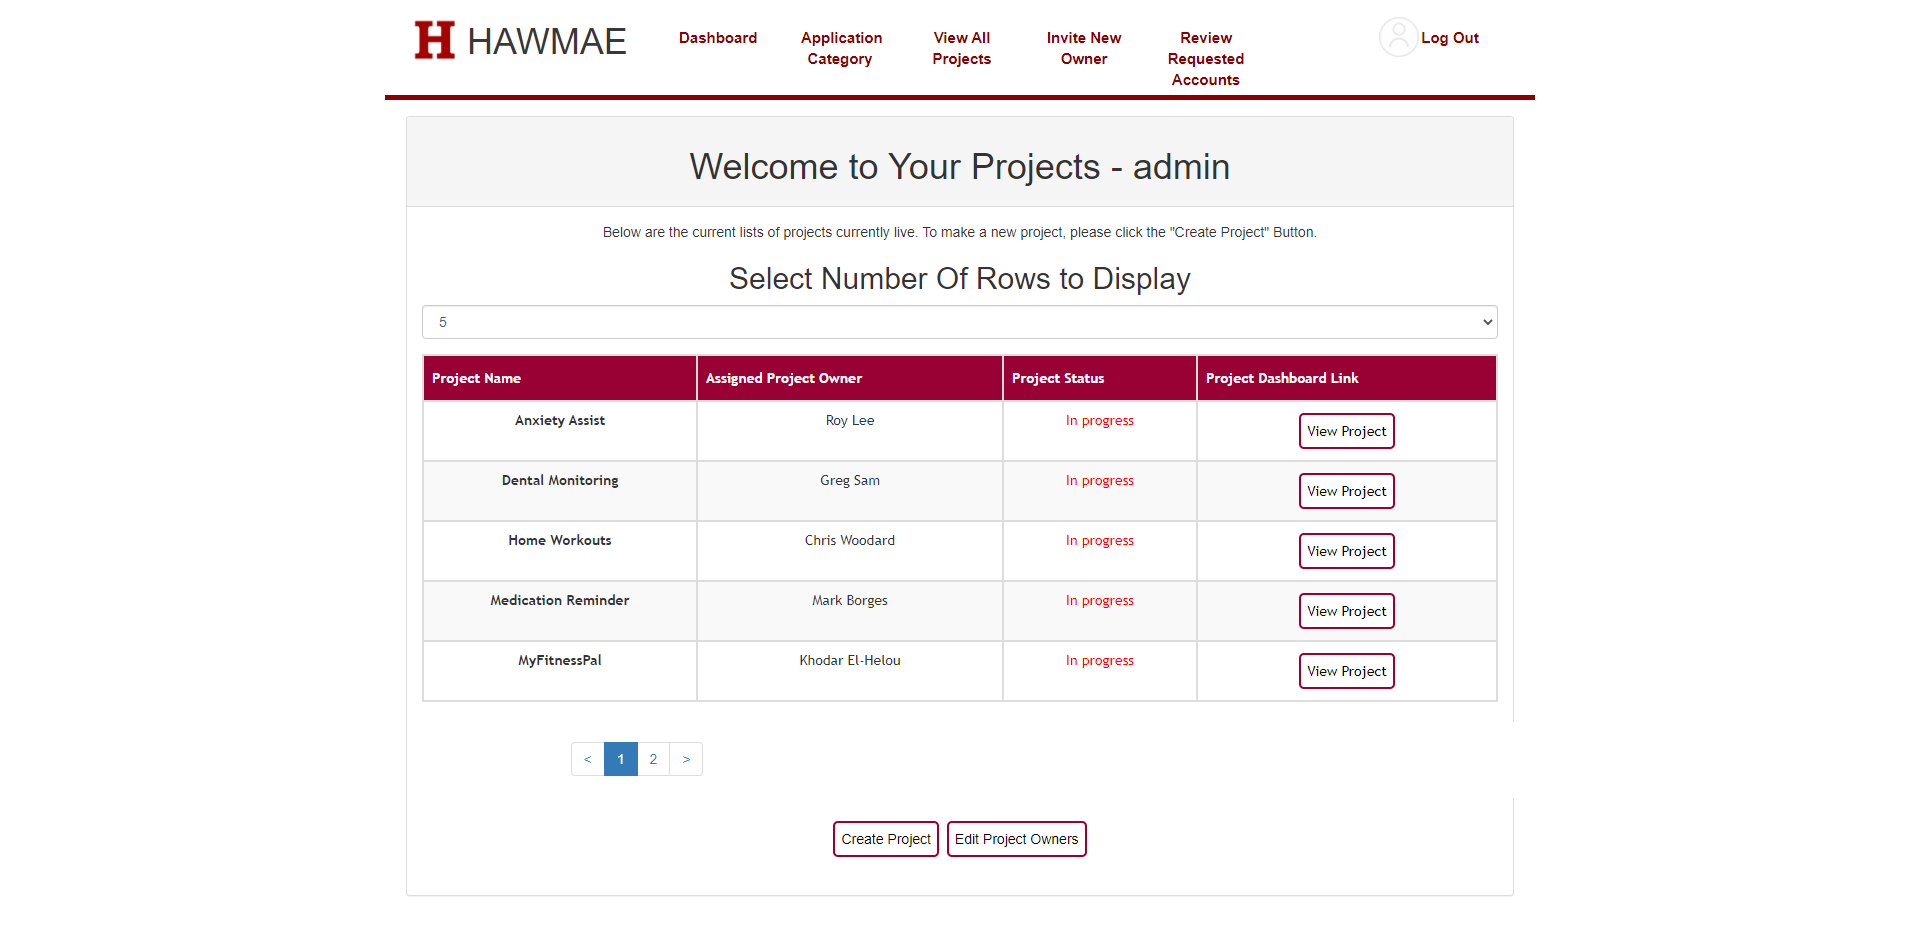 H HAWMAE
Dashboard
Application
Category
View All
Projects
Invite New
Owner
Review
Requested
Accounts
Log Out
Welcome to Your Projects - admin
Below are the current lists of projects currently live. To make a new project, please click the "Create Project" Button.
Select Number Of Rows to Display
5
Project Name Assigned Project Owner Project Status Project Dashboard Link
Anxiety Assist Roy Lee In progress View Project
Dental Monitoring Greg Sam In progress View Project
Home Workouts Chris Woodard In progress View Project
Medication Reminder Mark Borges In progress View Project
MyFitnessPal Khodar El-Helou In progress View Project
< 1 2 >
Create Project Edit Project Owners